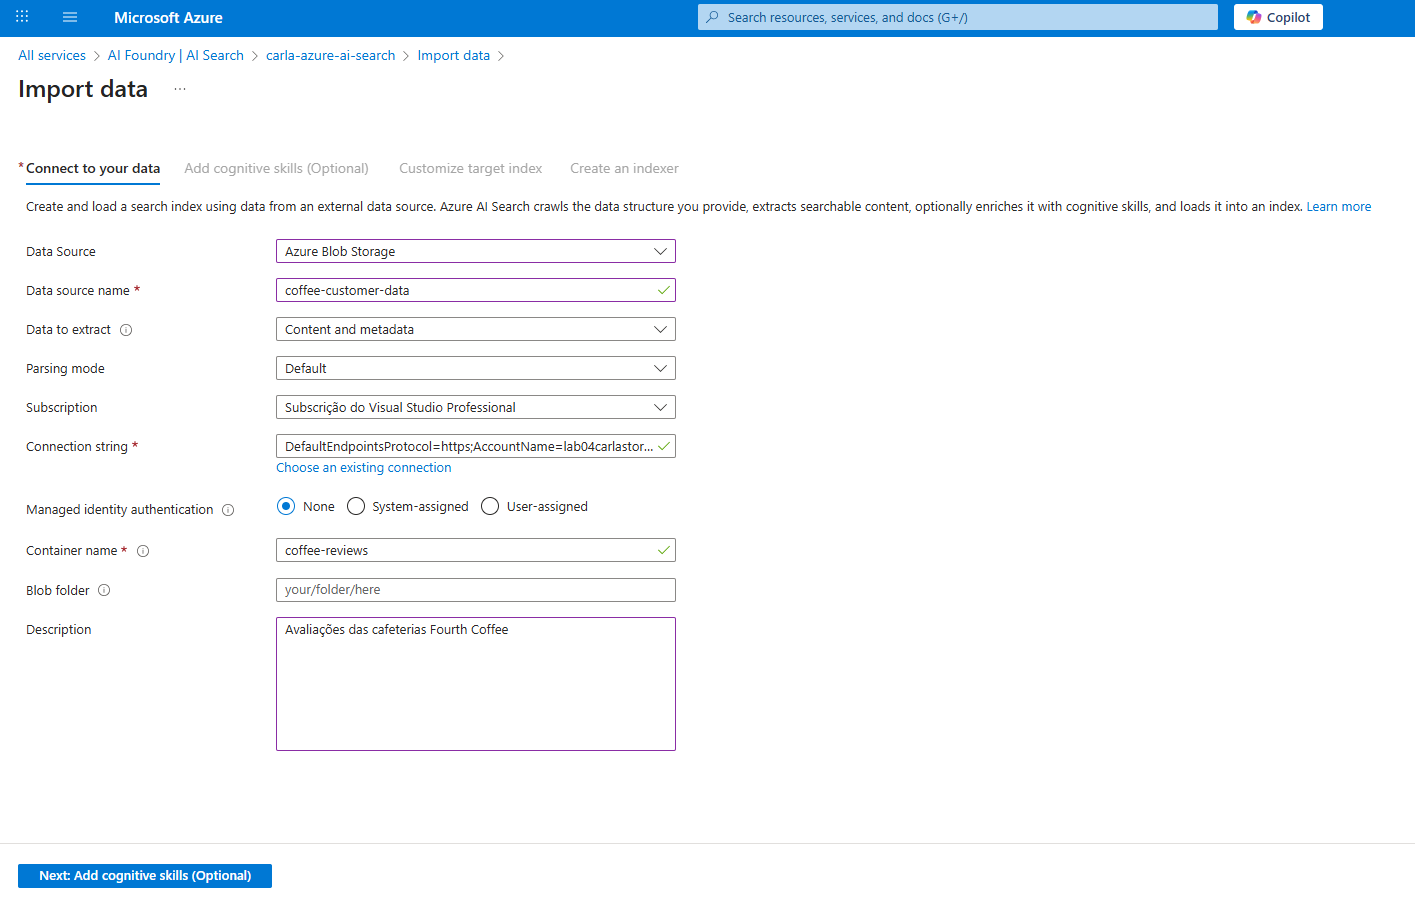 Microsoft Azure
Search resources, services, and docs (G+/)
Copilot
All services > AI Foundry | AI Search > carla-azure-ai-search > Import data >
Import data ...
* Connect to your data
Add cognitive skills (Optional)
Customize target index
Create an indexer
Create and load a search index using data from an external data source. Azure AI Search crawls the data structure you provide, extracts searchable content, optionally enriches it with cognitive skills, and loads it into an index. Learn more
Data Source
Azure Blob Storage
Data source name *
coffee-customer-data
Data to extract
Content and metadata
Parsing mode
Default
Subscription
Subscrição do Visual Studio Professional
Connection string *
DefaultEndpointsProtocol=https;AccountName=lab04carlastor...
Choose an existing connection
Managed identity authentication
None
System-assigned
User-assigned
Container name *
coffee-reviews
Blob folder
your/folder/here
Description
Avaliações das cafeterias Fourth Coffee
Next: Add cognitive skills (Optional)